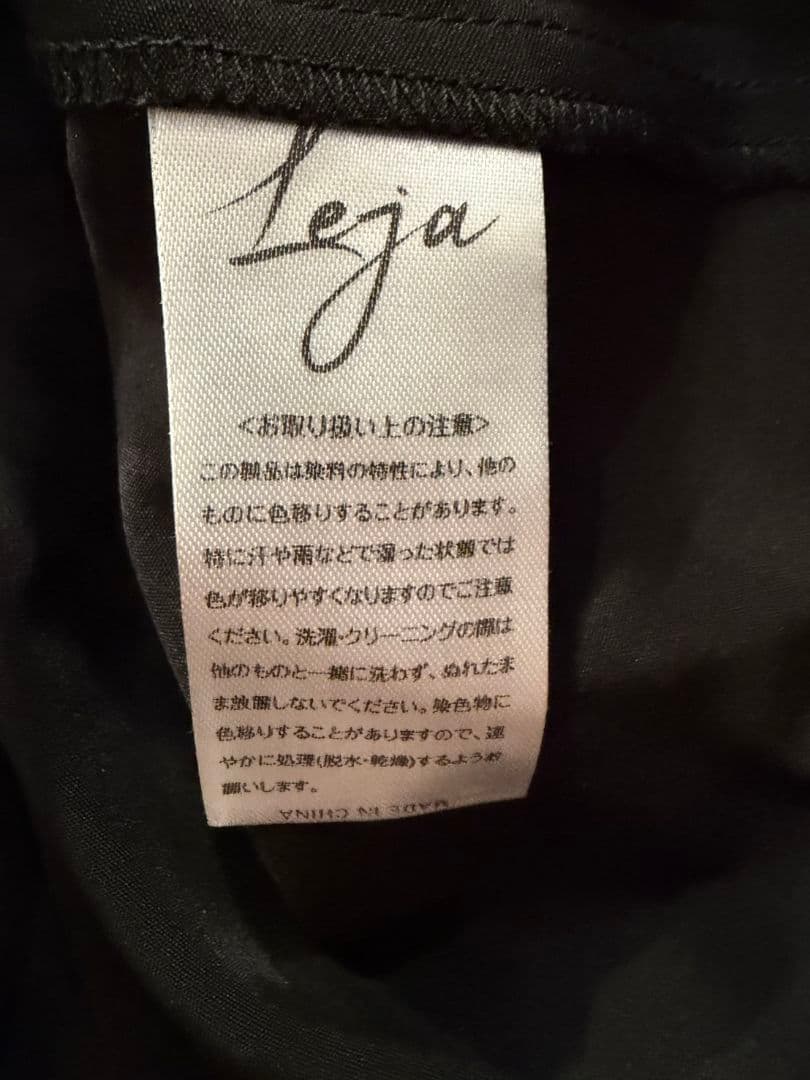 Leja
<お取り扱い上の注意>
この製品は染料の特性により、他の
ものに色移りすることがあります。
特に汗や雨などで湿った状態では
色が移りやすくなりますのでご注意
ください。洗濯・クリーニングの際は
他のものと一緒に洗わず、ぬれたま
ま放置しないでください。染色物に
色移りすることがありますので、速
やかに処理(脱水・乾燥)するようお
願いします。
MADE IN CHINA